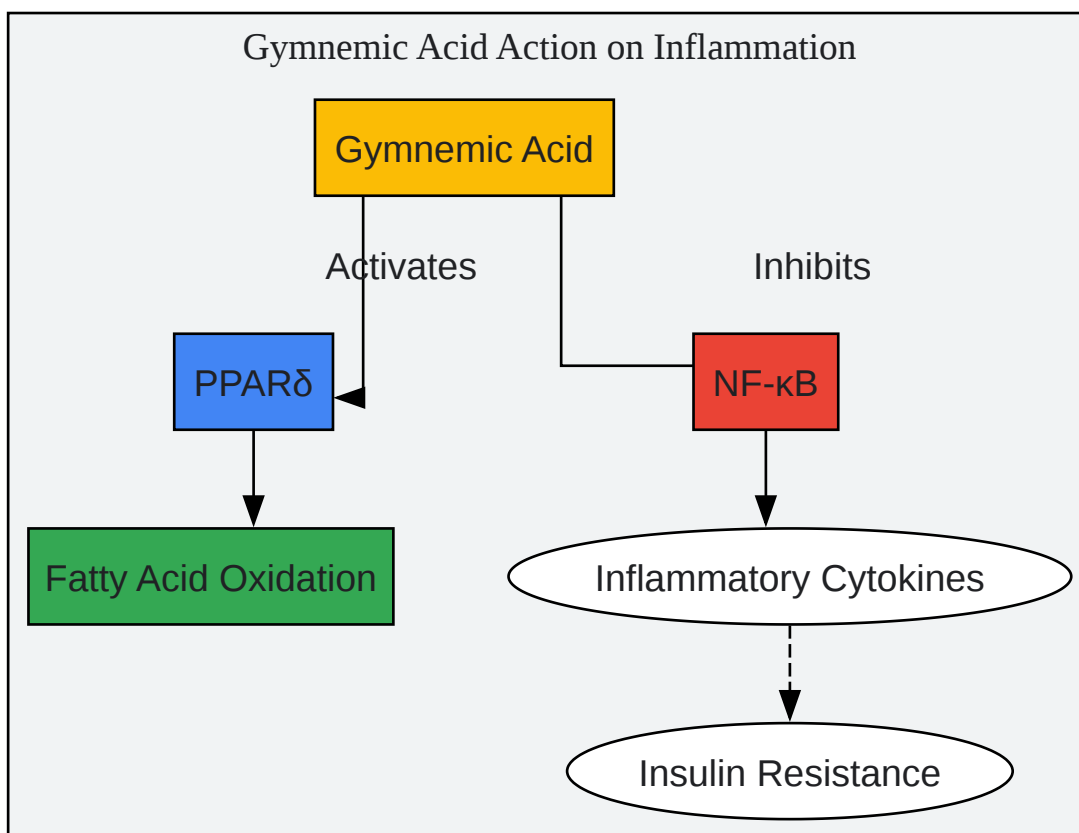 Gymnemic Acid Action on Inflammation
Gymnemic Acid
Activates
Inhibits
PPARδ
NF-κB
Fatty Acid Oxidation
Inflammatory Cytokines
Insulin Resistance